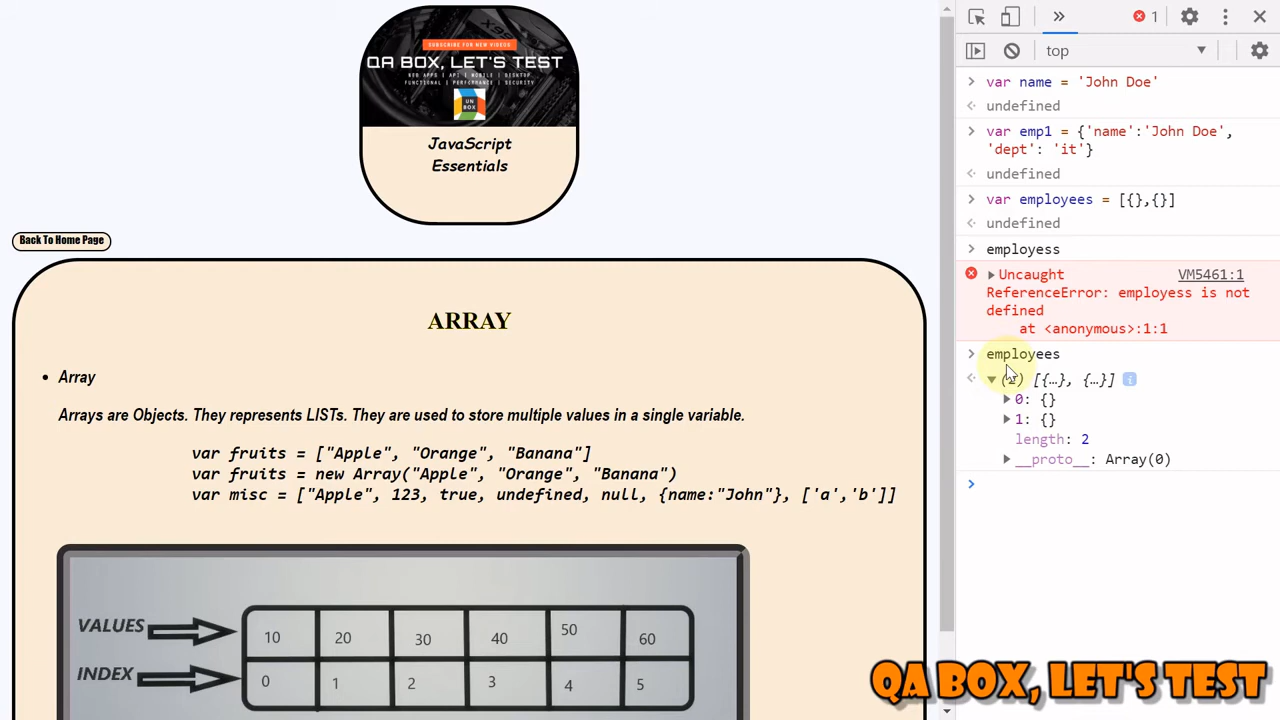 SUBSCRIBE FOR NEW VIDEOS
QA BOX, LET'S TEST
WEB APPS | API | MOBILE | DESKTOP
FUNCTIONAL | PERFORMANCE | SECURITY
UN
BOX
JavaScript
Essentials
Back To Home Page
ARRAY
• Array
Arrays are Objects. They represents LISTs. They are used to store multiple values in a single variable.
var fruits = ["Apple", "Orange", "Banana"]
var fruits = new Array("Apple", "Orange", "Banana")
var misc = ["Apple", 123, true, undefined, null, {name:"John"}, ['a','b']]
VALUES 10 20 30 40 50 60
INDEX 0 1 2 3 4 5
1
top
var name = 'John Doe'
undefined
var emp1 = {'name':'John Doe',
'dept': 'it'}
undefined
var employees = [{},{}]
undefined
employess
Uncaught VM5461:1
ReferenceError: employess is not
defined
at <anonymous>:1:1
employees
(2) [{…}, {…}]
0: {}
1: {}
length: 2
__proto__: Array(0)
QA BOX, LET'S TEST